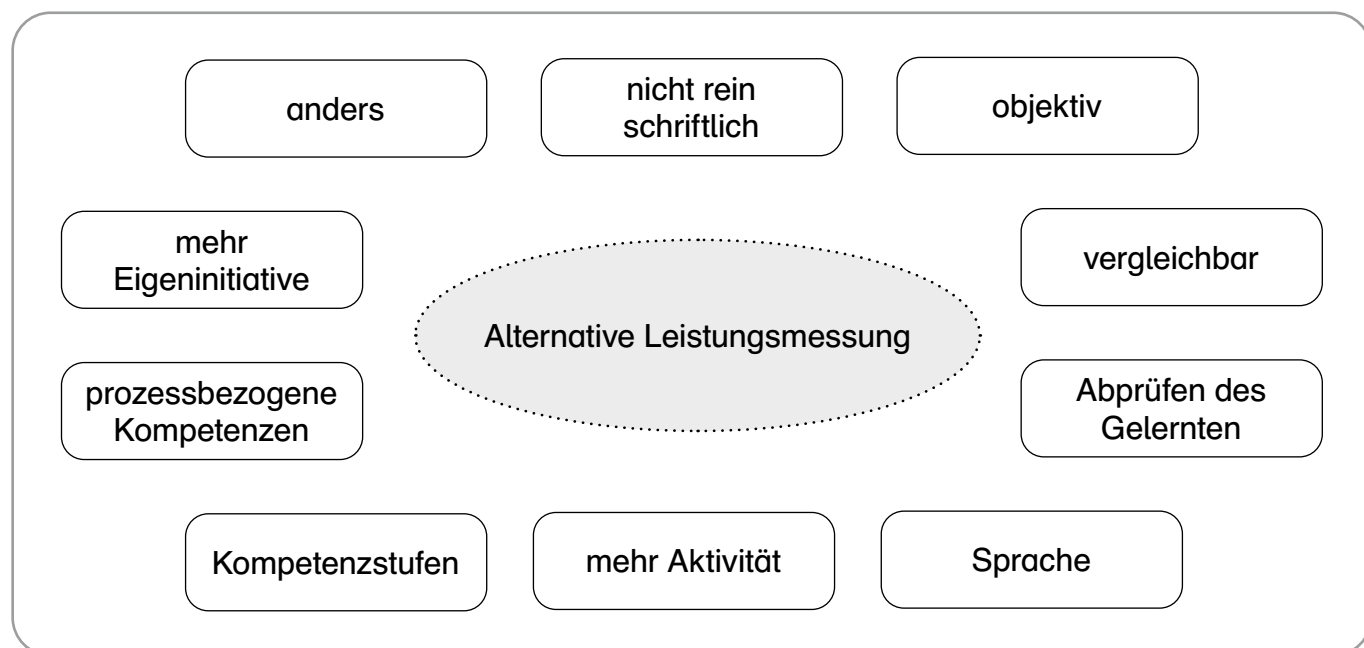 anders
nicht rein
schriftlich
objektiv
mehr
Eigeninitiative
vergleichbar
Alternative Leistungsmessung
prozessbezogene
Kompetenzen
Abprüfen des
Gelernten
Kompetenzstufen
mehr Aktivität
Sprache